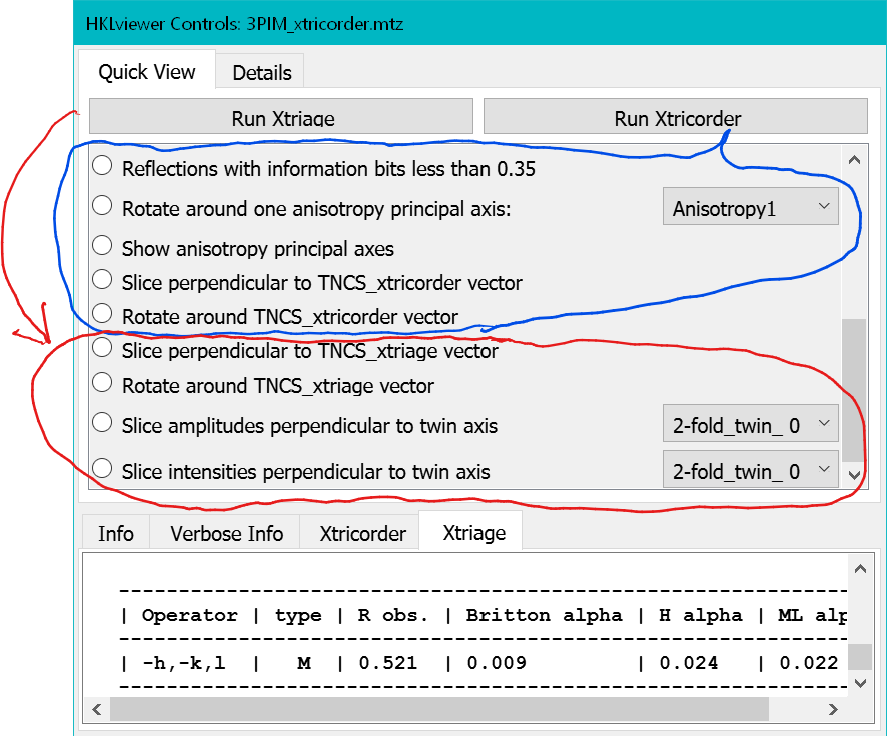 HKLviewer Controls: 3PIM_xtricorder.mtz
Quick View Details
Run Xtriage Run Xtricorder
Reflections with information bits less than 0.35
Rotate around one anisotropy principal axis: Anisotropy1
Show anisotropy principal axes
Slice perpendicular to TNCS_xtricorder vector
Rotate around TNCS_xtricorder vector
Slice perpendicular to TNCS_xtriage vector
Rotate around TNCS_xtriage vector
Slice amplitudes perpendicular to twin axis 2-fold_twin_ 0
Slice intensities perpendicular to twin axis 2-fold_twin_ 0
Info Verbose Info Xtricorder Xtriage
| Operator | type | R obs. | Britton alpha | H alpha | ML alp
| -h,-k,l | M | 0.521 | 0.009 | 0.024 | 0.022